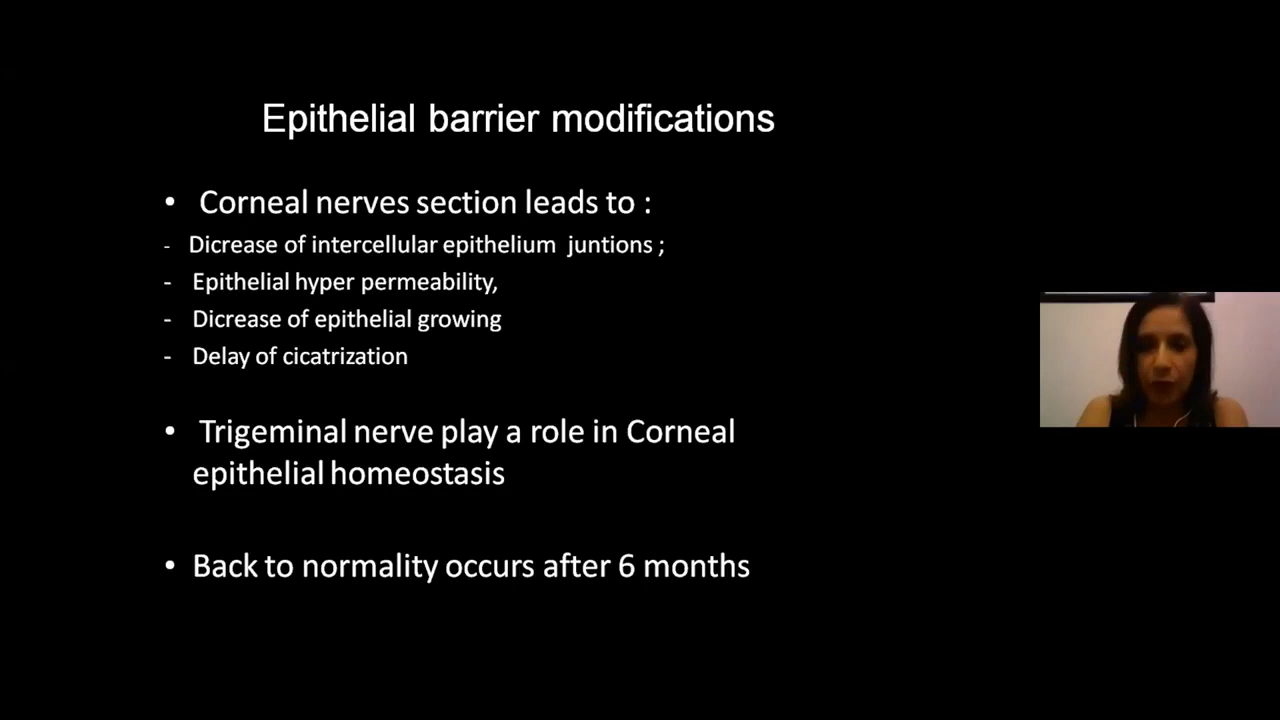 Epithelial barrier modifications
• Corneal nerves section leads to :
- Dicrease of intercellular epithelium juntions ;
- Epithelial hyper permeability,
- Dicrease of epithelial growing
- Delay of cicatrization
• Trigeminal nerve play a role in Corneal
epithelial homeostasis
• Back to normality occurs after 6 months